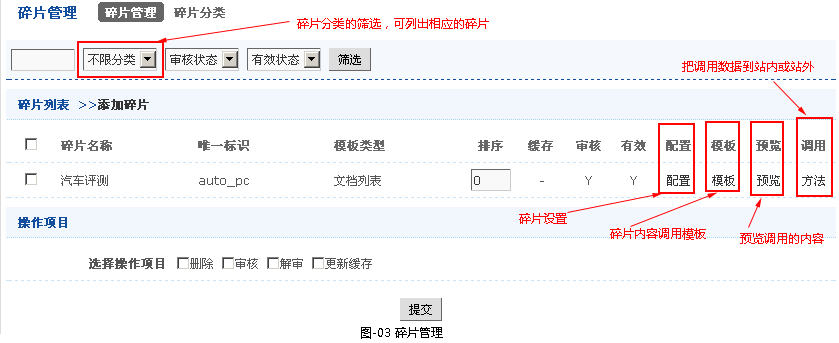 碎片管理 碎片管理 碎片分类
碎片分类的筛选，可列出相应的碎片
不限分类 审核状态 有效状态 筛选
把调用数据到站内或站外
碎片列表 >>添加碎片
碎片名称 唯一标识 模板类型 排序 缓存 审核 有效 配置 模板 预览 调用
汽车评测 auto_pc 文档列表 0 - Y Y 配置 模板 预览 方法
碎片设置
操作项目
碎片内容调用模板
预览调用的内容
选择操作项目 删除 审核 解审 更新缓存
提交
图-03 碎片管理